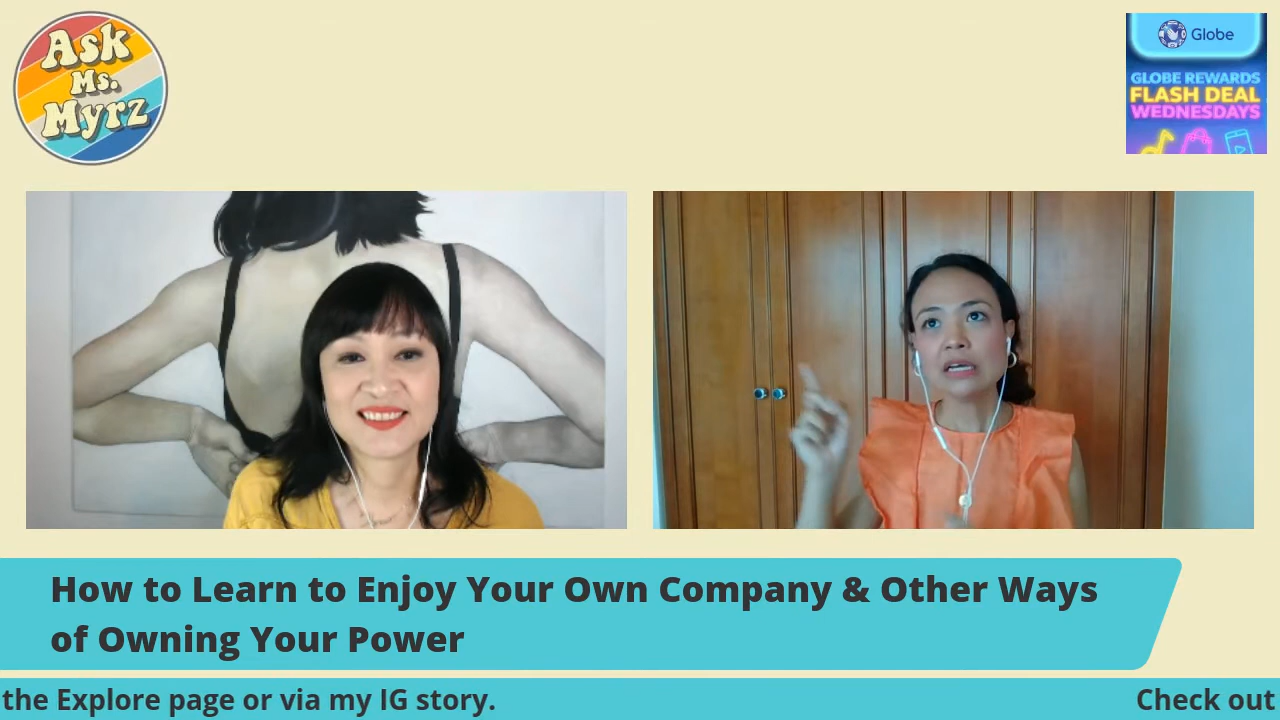 Ask
Ms.
Myrz
Globe
GLOBE REWARDS
FLASH DEAL
WEDNESDAYS
How to Learn to Enjoy Your Own Company & Other Ways
of Owning Your Power
the Explore page or via my IG story.
Check out